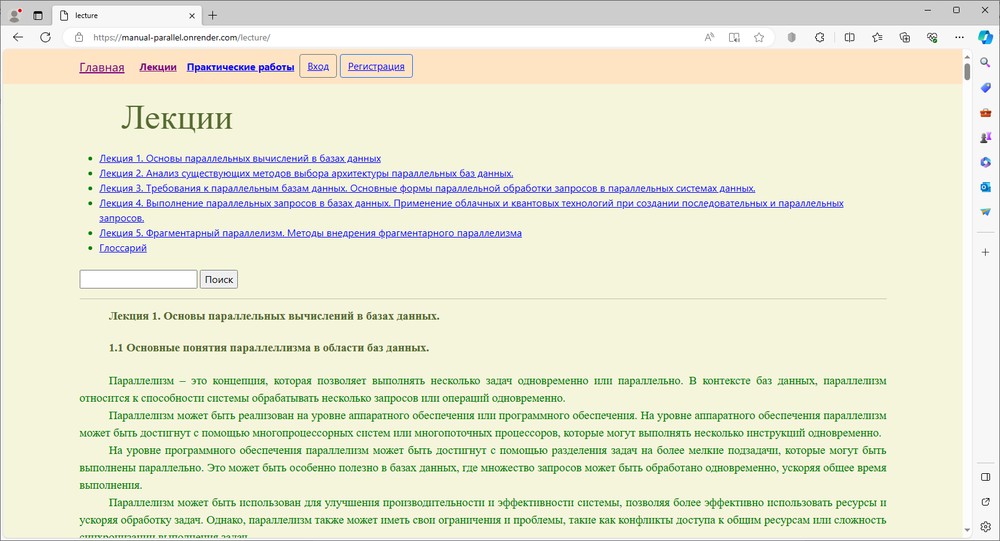 lecture
https://manual-parallel.onrender.com/lecture/
Главная Лекции Практические работы Вход Регистрация
Лекции
Лекция 1. Основы параллельных вычислений в базах данных
Лекция 2. Анализ существующих методов выбора архитектуры параллельных баз данных.
Лекция 3. Требования к параллельным базам данных. Основные формы параллельной обработки запросов в параллельных системах данных.
Лекция 4. Выполнение параллельных запросов в базах данных. Применение облачных и квантовых технологий при создании последовательных и параллельных
запросов.
Лекция 5. Фрагментарный параллелизм. Методы внедрения фрагментарного параллелизма
Глоссарий
Поиск
Лекция 1. Основы параллельных вычислений в базах данных.
1.1 Основные понятия параллеллизма в области баз данных.
Параллелизм – это концепция, которая позволяет выполнять несколько задач одновременно или параллельно. В контексте баз данных, параллелизм
относится к способности системы обрабатывать несколько запросов или операций одновременно.
Параллелизм может быть реализован на уровне аппаратного обеспечения или программного обеспечения. На уровне аппаратного обеспечения параллелизм
может быть достигнут с помощью многопроцессорных систем или многопоточных процессоров, которые могут выполнять несколько инструкций одновременно.
На уровне программного обеспечения параллелизм может быть достигнут с помощью разделения задач на более мелкие подзадачи, которые могут быть
выполнены параллельно. Это может быть особенно полезно в базах данных, где множество запросов может быть обработано одновременно, ускоряя общее время
выполнения.
Параллелизм может быть использован для улучшения производительности и эффективности системы, позволяя более эффективно использовать ресурсы и
ускоряя обработку задач. Однако, параллелизм также может иметь свои ограничения и проблемы, такие как конфликты доступа к общим ресурсам или сложность
синхронизации выполнения задач.